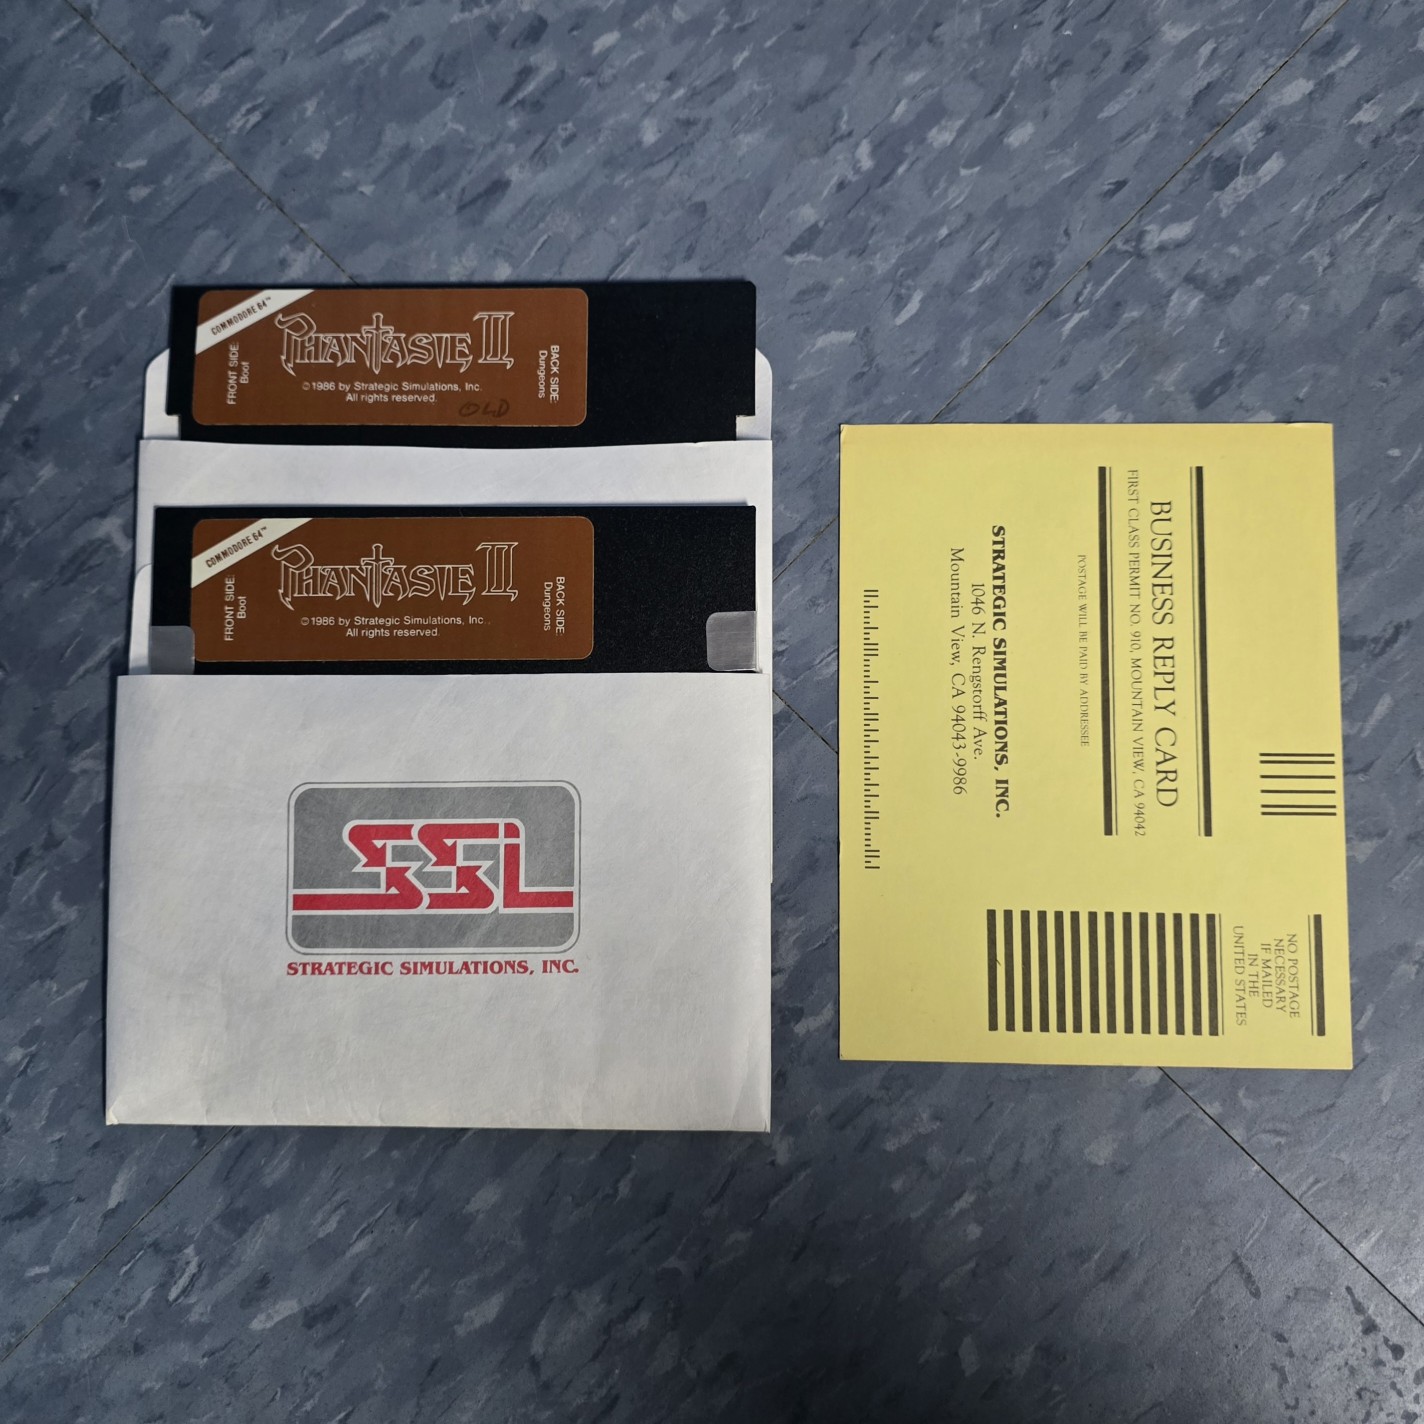 COMMODORE 64™
PHANTASIE II
FRONT SIDE:
Boot
©1986 by Strategic Simulations, Inc.
All rights reserved.
OLD
BACK SIDE:
Dungeons
COMMODORE 64™
PHANTASIE II
FRONT SIDE:
Boot
©1986 by Strategic Simulations, Inc.
All rights reserved.
BACK SIDE:
Dungeons
SSI
STRATEGIC SIMULATIONS, INC.
NO POSTAGE
NECESSARY
IF MAILED
IN THE
UNITED STATES
BUSINESS REPLY CARD
FIRST CLASS PERMIT NO. 910, MOUNTAIN VIEW, CA 94042
POSTAGE WILL BE PAID BY ADDRESSEE
STRATEGIC SIMULATIONS, INC.
1046 N. Rengstorff Ave.
Mountain View, CA 94043-9986